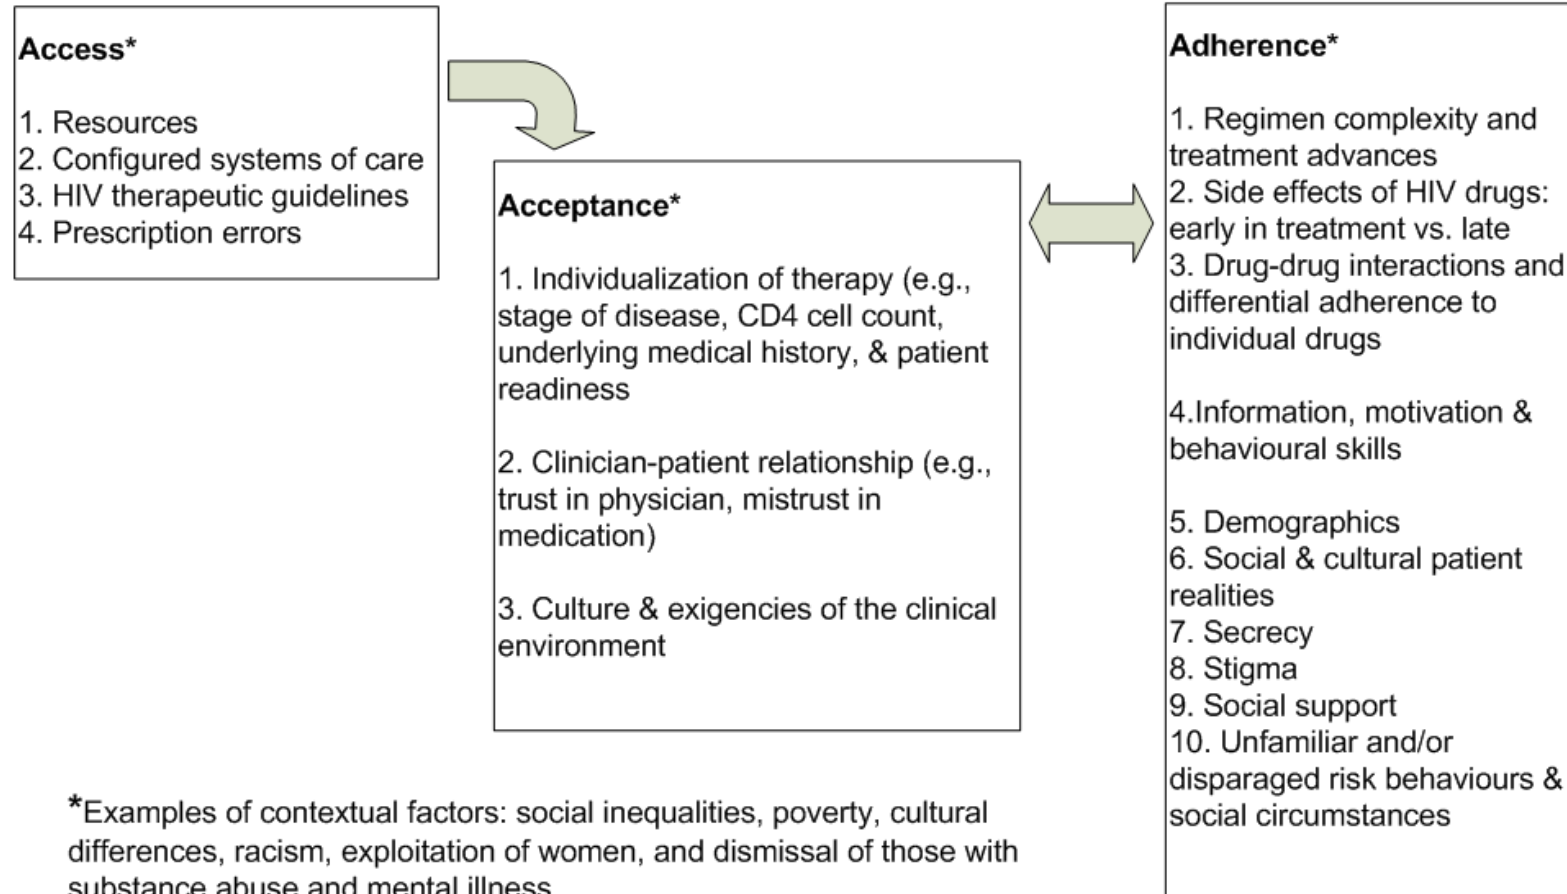 Access*
1. Resources
2. Configured systems of care
3. HIV therapeutic guidelines
4. Prescription errors
Acceptance*
1. Individualization of therapy (e.g.,
stage of disease, CD4 cell count,
underlying medical history, & patient
readiness
2. Clinician-patient relationship (e.g.,
trust in physician, mistrust in
medication)
3. Culture & exigencies of the clinical
environment
Adherence*
1. Regimen complexity and
treatment advances
2. Side effects of HIV drugs:
early in treatment vs. late
3. Drug-drug interactions and
differential adherence to
individual drugs
4.Information, motivation &
behavioural skills
5. Demographics
6. Social & cultural patient
realities
7. Secrecy
8. Stigma
9. Social support
10. Unfamiliar and/or
disparaged risk behaviours &
social circumstances
*Examples of contextual factors: social inequalities, poverty, cultural
differences, racism, exploitation of women, and dismissal of those with
substance abuse and mental illness